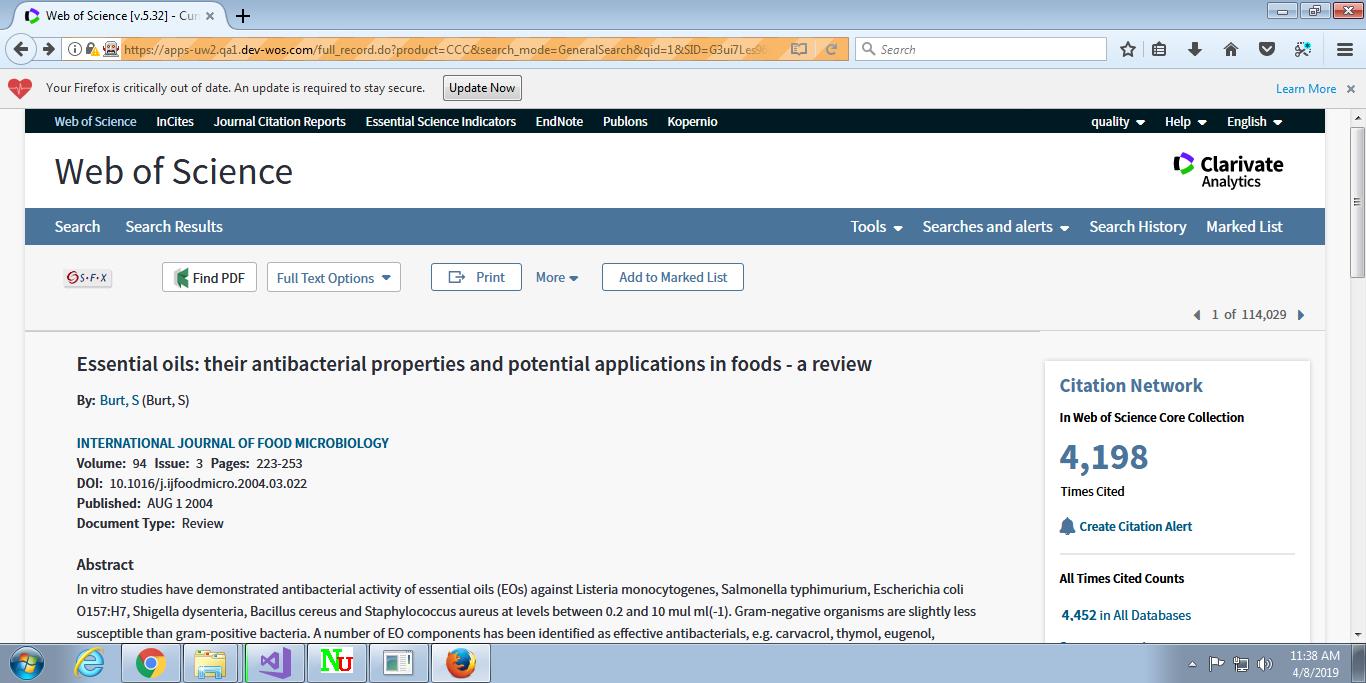 Web of Science [v.5.32] - Cur
https://apps-uw2.qa1.dev-wos.com/full_record.do?product=CCC&search_mode=GeneralSearch&qid=1&SID=G3ui7Les9
Search
Your Firefox is critically out of date. An update is required to stay secure.
Update Now
Learn More
Web of Science InCites Journal Citation Reports Essential Science Indicators EndNote Publons Kopernio
quality Help English
Web of Science
Clarivate
Analytics
Search Search Results
Tools Searches and alerts Search History Marked List
S·F·X
Find PDF
Full Text Options
Print
More
Add to Marked List
1 of 114,029
Essential oils: their antibacterial properties and potential applications in foods - a review
By: Burt, S (Burt, S)
INTERNATIONAL JOURNAL OF FOOD MICROBIOLOGY
Volume: 94 Issue: 3 Pages: 223-253
DOI: 10.1016/j.ijfoodmicro.2004.03.022
Published: AUG 1 2004
Document Type: Review
Abstract
In vitro studies have demonstrated antibacterial activity of essential oils (EOs) against Listeria monocytogenes, Salmonella typhimurium, Escherichia coli
O157:H7, Shigella dysenteria, Bacillus cereus and Staphylococcus aureus at levels between 0.2 and 10 mul ml(-1). Gram-negative organisms are slightly less
susceptible than gram-positive bacteria. A number of EO components has been identified as effective antibacterials, e.g. carvacrol, thymol, eugenol,
Citation Network
In Web of Science Core Collection
4,198
Times Cited
Create Citation Alert
All Times Cited Counts
4,452 in All Databases
Nu
11:38 AM
4/8/2019